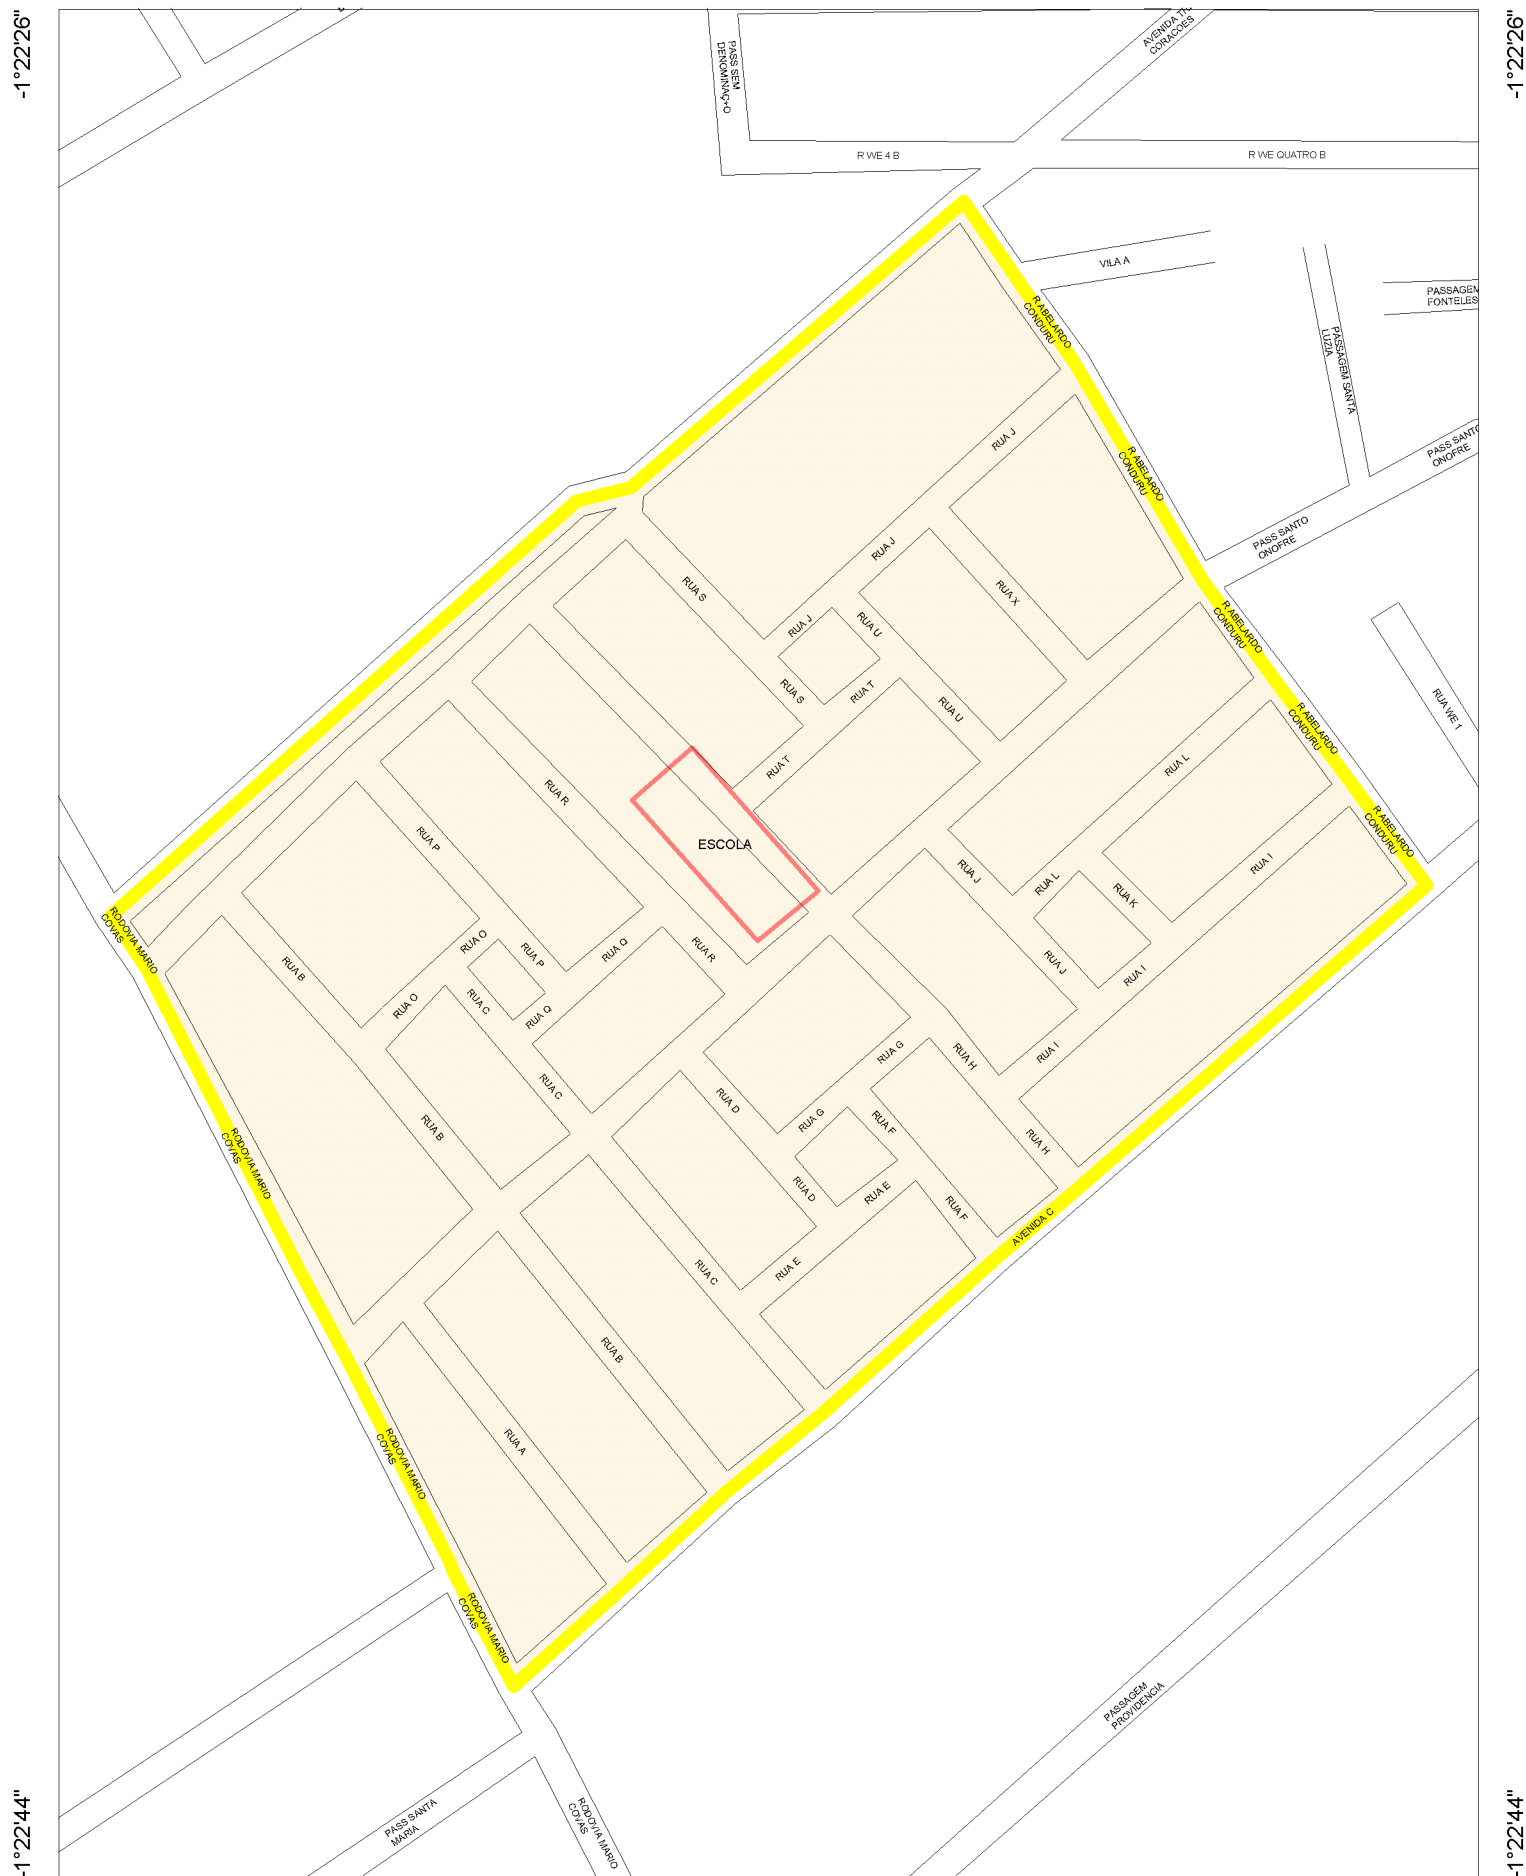 -1°22'26"
-1°22'26"
PASS SEM
DENOMINAÇ+O
CORACOES
R WE 4 B
R WE QUATRO B
VILA A
PASSAGEM
FONTELES
R ABELARDO
CONDURU
PASSAGEM SANTA
LUZIA
RUA J
PASS SANTO
ONOFRE
R ABELARDO
CONDURU
PASS SANTO
ONOFRE
RUA J
RUA S
RUA X
RUA J
RUA U
R ABELARDO
CONDURU
RUA S
RUA T
RUA U
RUA WE 1
R ABELARDO
CONDURU
RUA T
RUA L
RUA R
RUA P
ESCOLA
R ABELARDO
CONDURU
RUA I
RUA J
RUA L
RUA K
RODOVIA MARIO
COVAS
RUA O
RUA P
RUA Q
RUA R
RUA B
RUA J
RUA I
RUA O
RUA C
RUA Q
RUA G
RUA H
RUA I
RUA C
RUA D
RUA G
RUA F
RUA B
RUA H
RODOVIA MARIO
COVAS
RUA D
RUA E
RUA F
AVENIDA C
RUA C
RUA E
RUA B
RUA A
RODOVIA MARIO
COVAS
RODOVIA MARIO
COVAS
PASSAGEM
PROVIDENCIA
PASS SANTA
MARIA
RODOVIA MARIO
COVAS
-1°22'44"
-1°22'44"